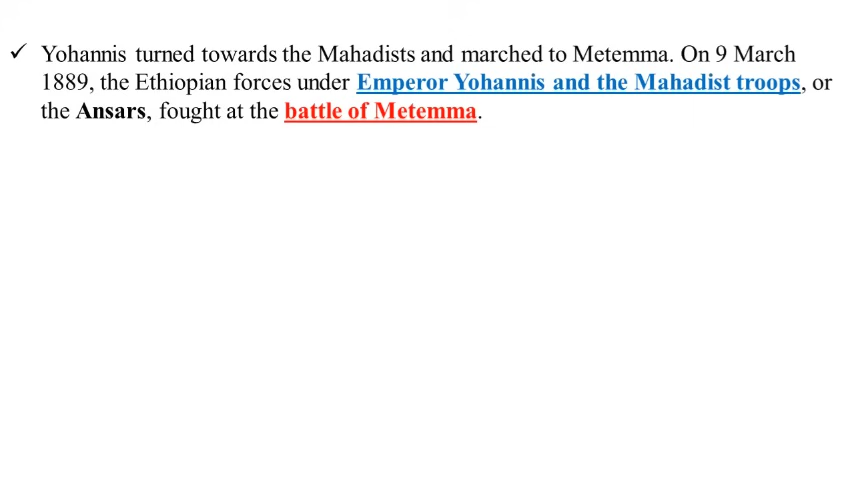 ✓ Yohannis turned towards the Mahadists and marched to Metemma. On 9 March
1889, the Ethiopian forces under Emperor Yohannis and the Mahadist troops, or
the Ansars, fought at the battle of Metemma.